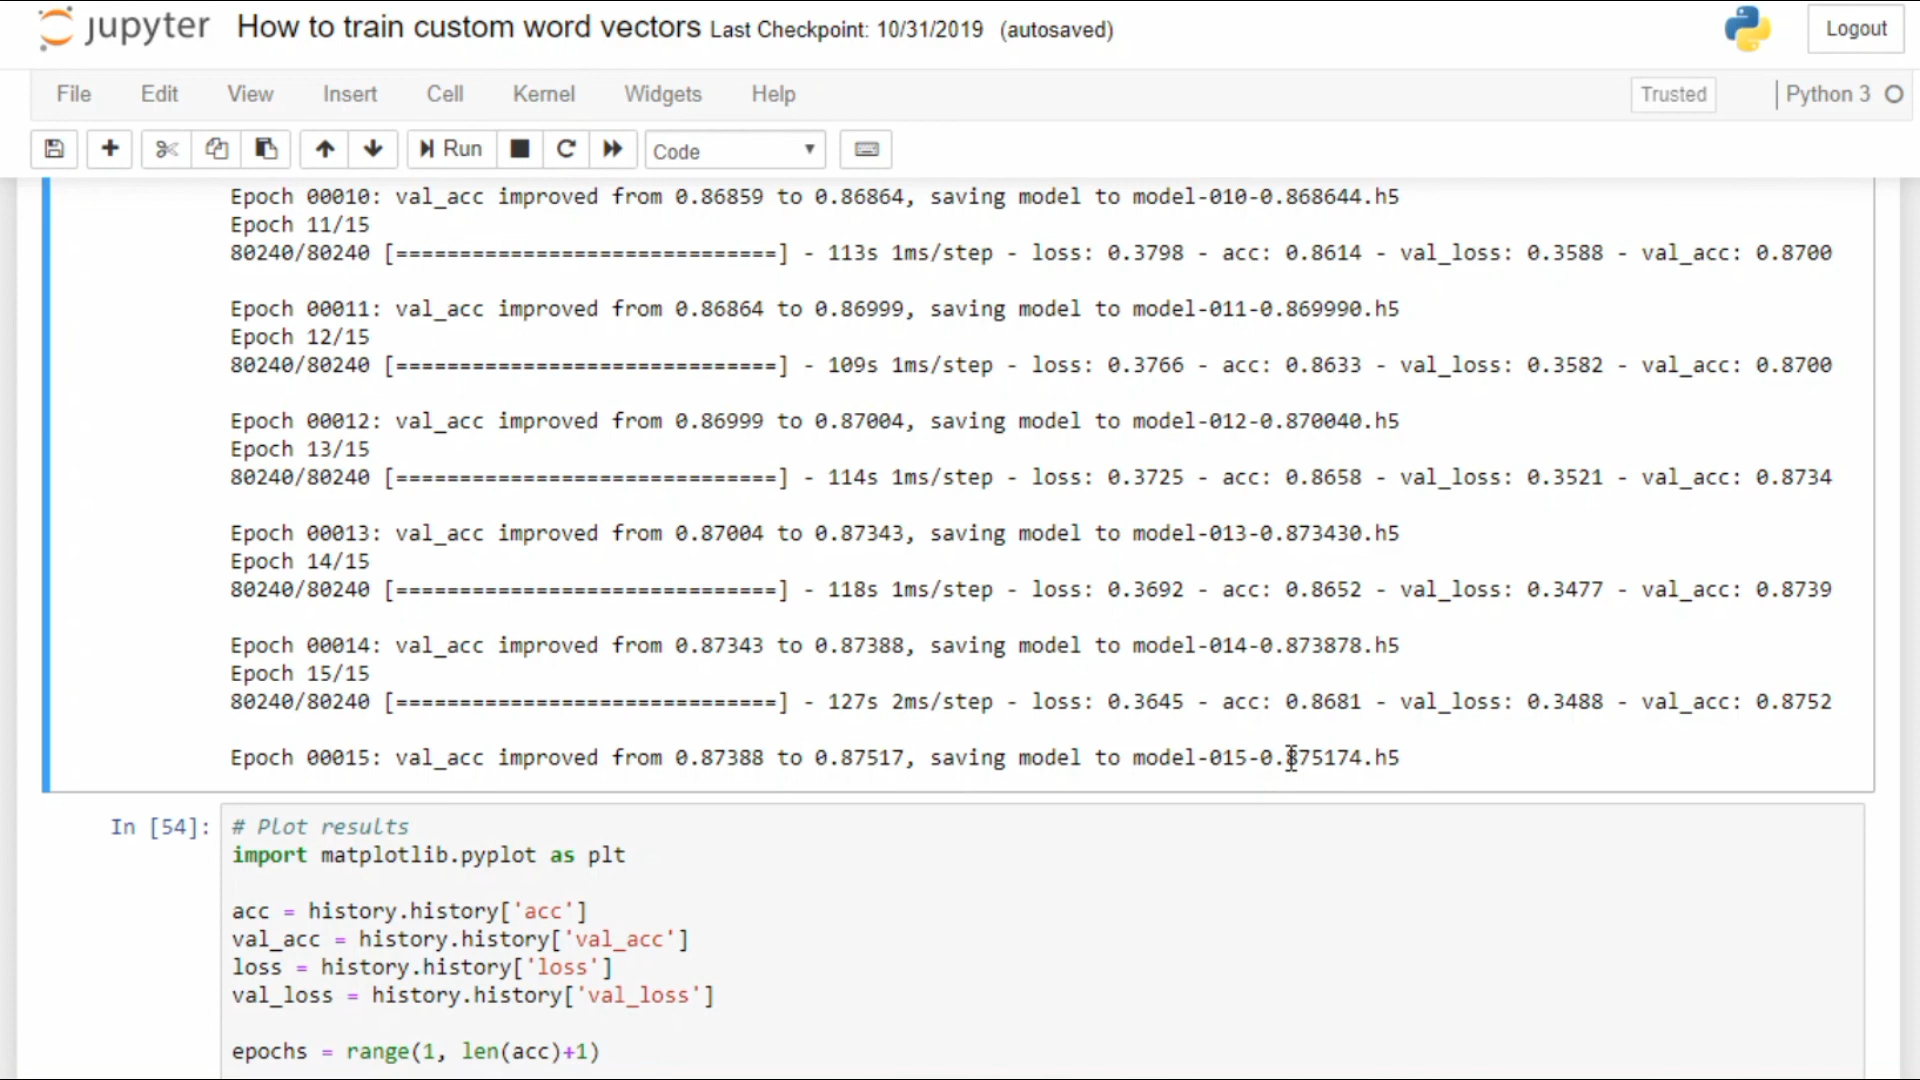 jupyter How to train custom word vectors Last Checkpoint: 10/31/2019 (autosaved) Logout
File Edit View Insert Cell Kernel Widgets Help Trusted Python 3
Run Code
Epoch 00010: val_acc improved from 0.86859 to 0.86864, saving model to model-010-0.868644.h5
Epoch 11/15
80240/80240 [==============================] - 113s 1ms/step - loss: 0.3798 - acc: 0.8614 - val_loss: 0.3588 - val_acc: 0.8700
Epoch 00011: val_acc improved from 0.86864 to 0.86999, saving model to model-011-0.869990.h5
Epoch 12/15
80240/80240 [==============================] - 109s 1ms/step - loss: 0.3766 - acc: 0.8633 - val_loss: 0.3582 - val_acc: 0.8700
Epoch 00012: val_acc improved from 0.86999 to 0.87004, saving model to model-012-0.870040.h5
Epoch 13/15
80240/80240 [==============================] - 114s 1ms/step - loss: 0.3725 - acc: 0.8658 - val_loss: 0.3521 - val_acc: 0.8734
Epoch 00013: val_acc improved from 0.87004 to 0.87343, saving model to model-013-0.873430.h5
Epoch 14/15
80240/80240 [==============================] - 118s 1ms/step - loss: 0.3692 - acc: 0.8652 - val_loss: 0.3477 - val_acc: 0.8739
Epoch 00014: val_acc improved from 0.87343 to 0.87388, saving model to model-014-0.873878.h5
Epoch 15/15
80240/80240 [==============================] - 127s 2ms/step - loss: 0.3645 - acc: 0.8681 - val_loss: 0.3488 - val_acc: 0.8752
Epoch 00015: val_acc improved from 0.87388 to 0.87517, saving model to model-015-0.875174.h5
In [54]: # Plot results
import matplotlib.pyplot as plt
acc = history.history['acc']
val_acc = history.history['val_acc']
loss = history.history['loss']
val_loss = history.history['val_loss']
epochs = range(1, len(acc)+1)